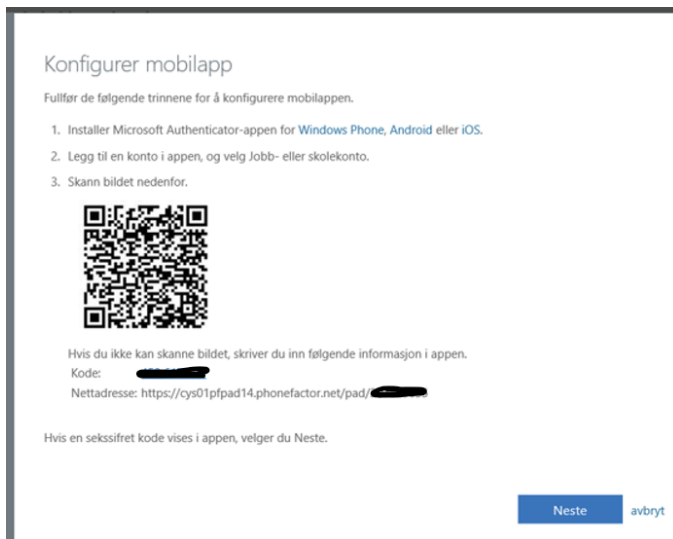 Konfigurer mobilapp
Fullfør de følgende trinnene for å konfigurere mobilappen.
1. Installer Microsoft Authenticator-appen for Windows Phone, Android eller iOS.
2. Legg til en konto i appen, og velg Jobb- eller skolekonto.
3. Skann bildet nedenfor.
Hvis du ikke kan skanne bildet, skriver du inn følgende informasjon i appen.
Kode:
Nettadresse: https://cys01pfpad14.phonefactor.net/pad/
Hvis en sekssifret kode vises i appen, velger du Neste.
Neste avbryt